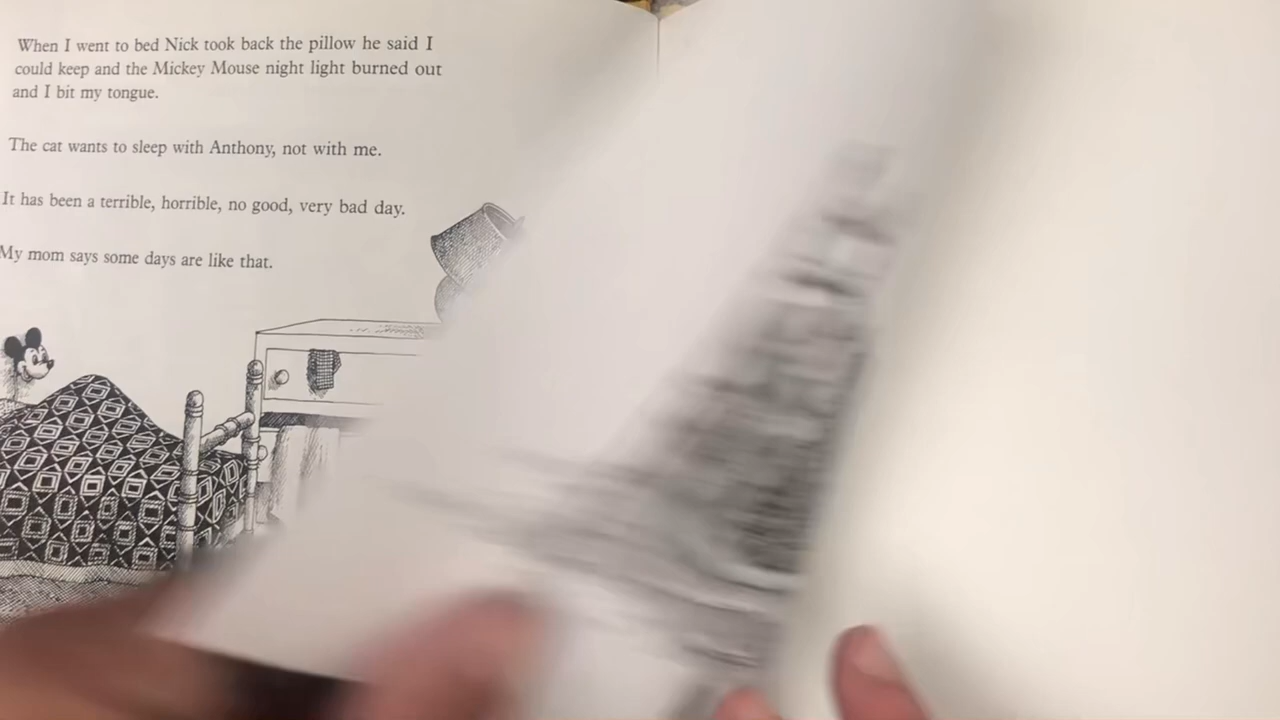 When I went to bed Nick took back the pillow he said I
could keep and the Mickey Mouse night light burned out
and I bit my tongue.
The cat wants to sleep with Anthony, not with me.
It has been a terrible, horrible, no good, very bad day.
My mom says some days are like that.